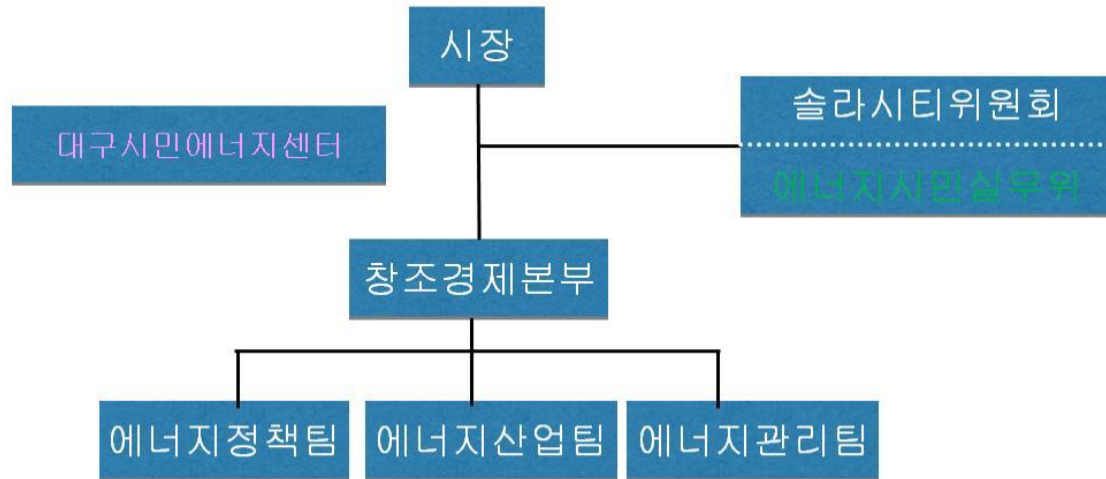 시장
솔라시티위원회
대구시민에너지센터
에너지시민실무위
창조경제본부
에너지정책팀
에너지산업팀
에너지관리팀